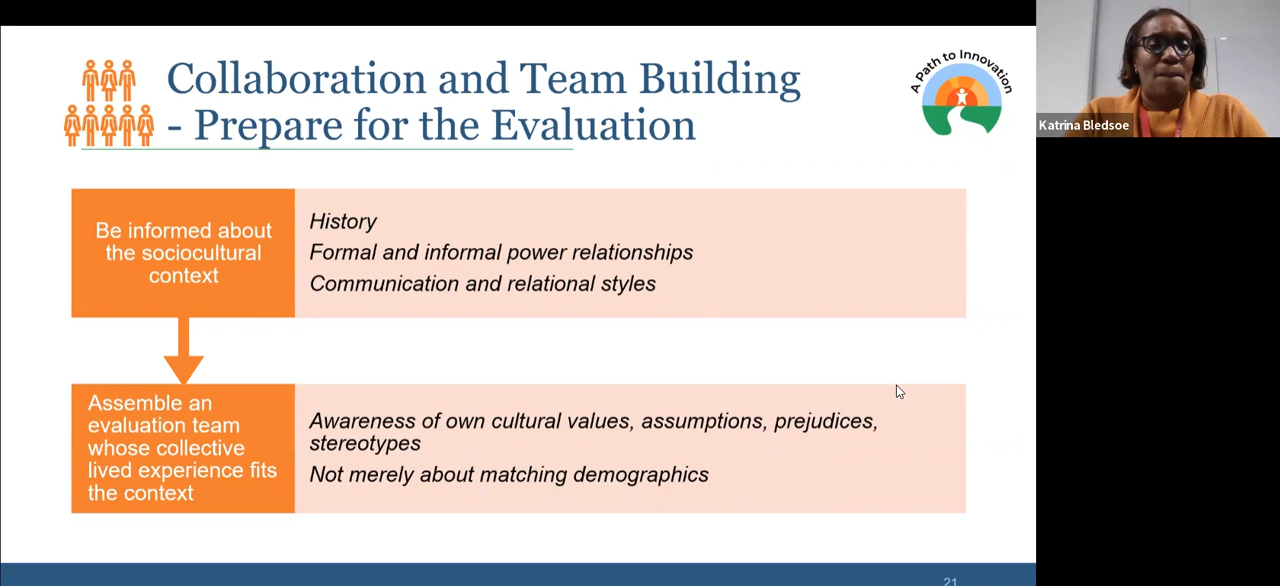 Collaboration and Team Building
- Prepare for the Evaluation
A Path to Innovation
Katrina Bledsoe
Be informed about
the sociocultural
context
History
Formal and informal power relationships
Communication and relational styles
Assemble an
evaluation team
whose collective
lived experience fits
the context
Awareness of own cultural values, assumptions, prejudices,
stereotypes
Not merely about matching demographics
21